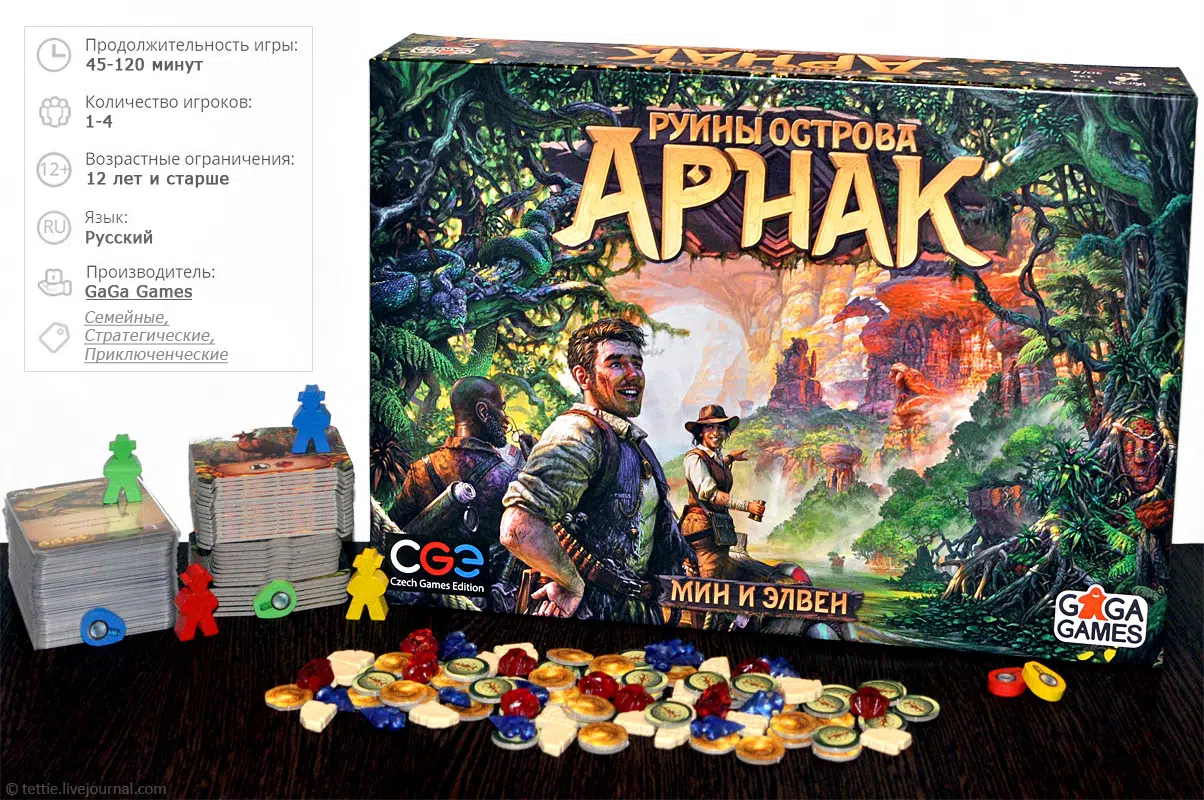 Продолжительность игры:
45-120 минут
Количество игроков:
1-4
12+
Возрастные ограничения:
12 лет и старше
RU
Язык:
Русский
Производитель:
GaGa Games
Семейные,
Стратегические,
Приключенческие
АРНАК
РУИНЫ ОСТРОВА
АРНАК
CGE
Czech Games Edition
МИН И ЭЛВЕН
GAGA
GAMES
© tettie.livejournal.com